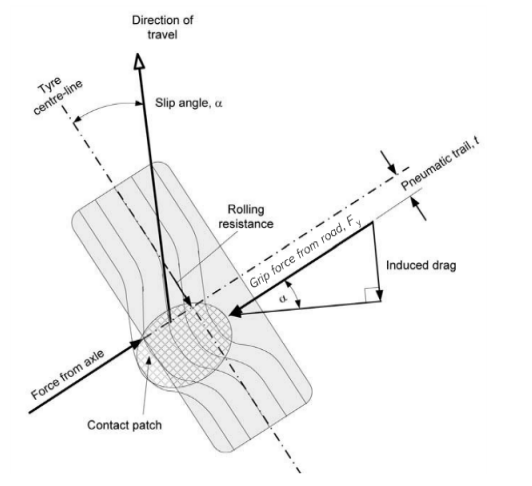 Direction of
travel
Tyre
centre-line
Slip angle, α
Pneumatic trail, t
Rolling
resistance
Grip force from road, Fy
Induced drag
α
Force from axle
Contact patch